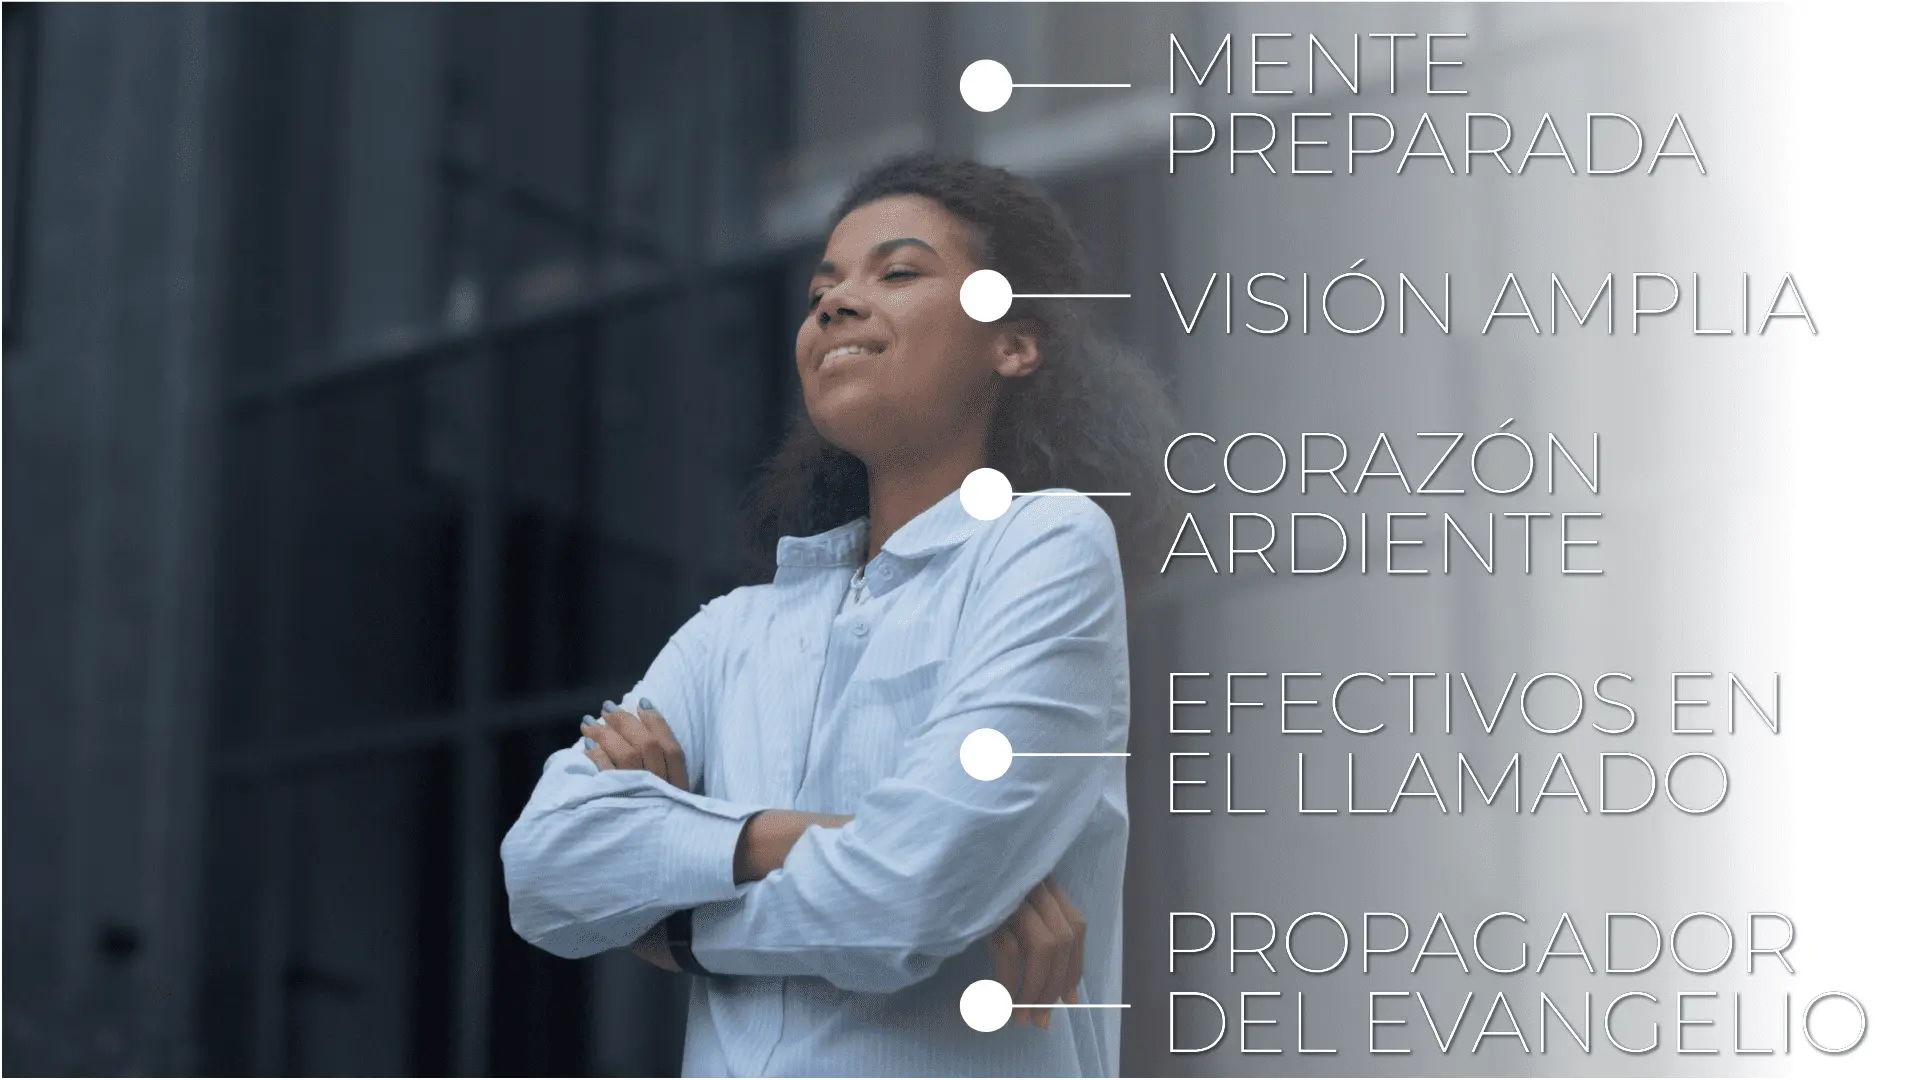 MENTE
PREPARADA
VISIÓN AMPLIA
CORAZÓN
ARDIENTE
EFECTIVOS EN
EL LLAMADO
PROPAGADOR
DEL EVANGELIO